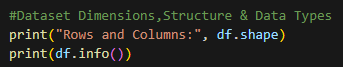 #Dataset Dimensions,Structure & Data Types
print("Rows and Columns:", df.shape)
print(df.info())